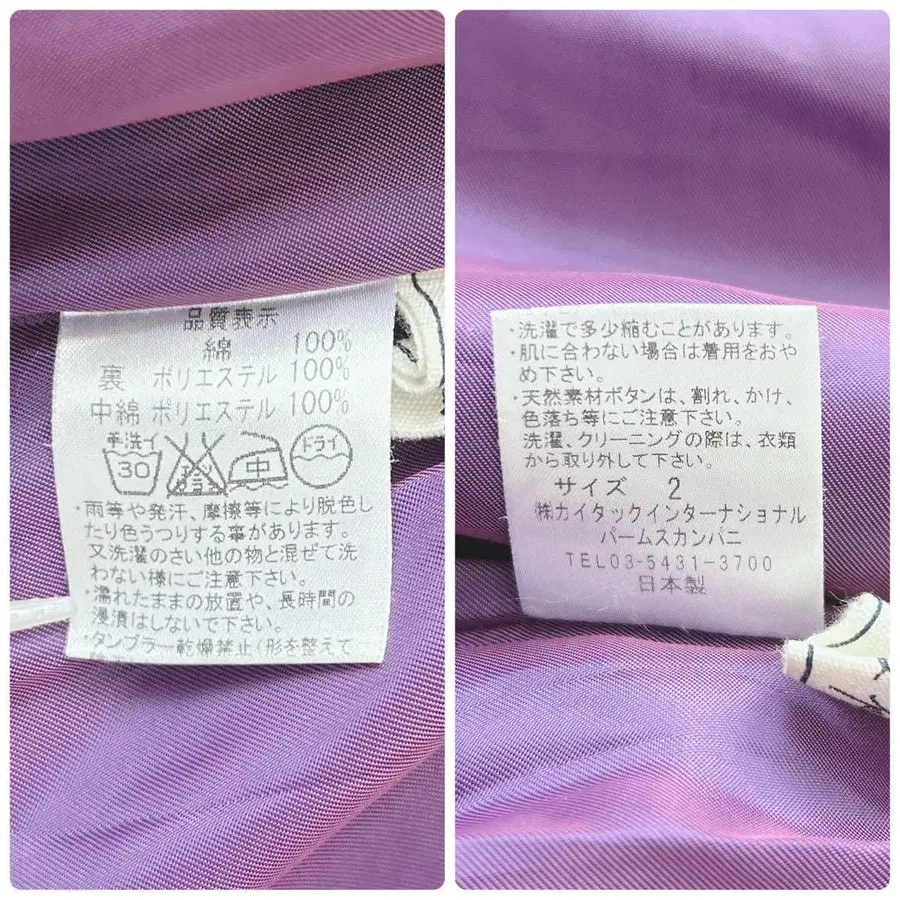 品質表示
綿 100%
裏 ポリエステル 100%
中綿 ポリエステル 100%
手洗イ 30 エンソサラシ 中 ドライ
・雨等や発汗、摩擦等により脱色し
たり色うつりする事があります。
又洗濯のさい他の物と混ぜて洗
わない様にご注意下さい。
・濡れたままの放置や、長時間の
浸漬はしないで下さい。
・タンブラー乾燥禁止(形を整えて
・洗濯で多少縮むことがあります。
・肌に合わない場合は着用をおや
め下さい。
・天然素材ボタンは、割れ、かけ、
色落ち等にご注意下さい。
洗濯、クリーニングの際は、衣類
から取り外して下さい。
サイズ 2
㈱カイタックインターナショナル
パームスカンパニ
TEL03-5431-3700
日本製